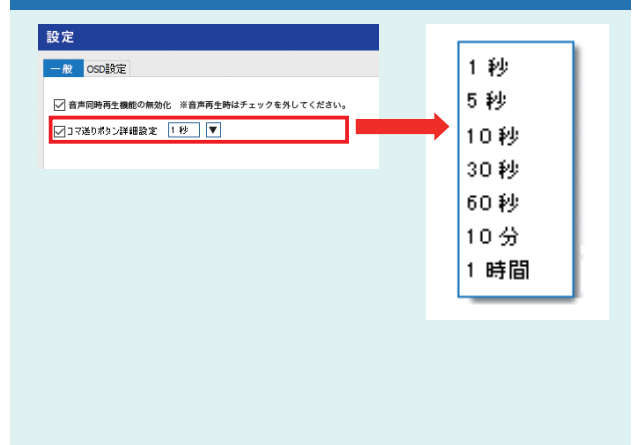 設定
一般 OSD設定
音声同時再生機能の無効化 ※音声再生時はチェックを外してください。
コマ送りボタン詳細設定 1秒 ▼
1 秒
5 秒
10 秒
30 秒
60 秒
10 分
1 時間